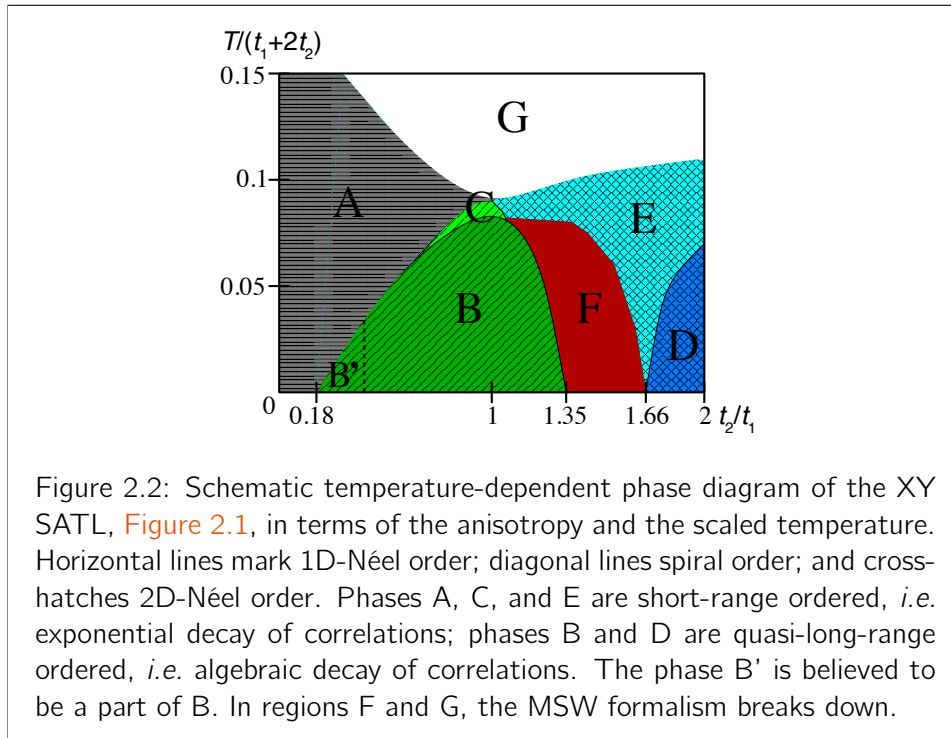 T/(t₁+2t₂)
0.15
G
0.1
A
C
E
0.05
B
F
D
B'
0
0.18
1
1.35
1.66
2
t₂/t₁
Figure 2.2: Schematic temperature-dependent phase diagram of the XY
SATL, Figure 2.1, in terms of the anisotropy and the scaled temperature.
Horizontal lines mark 1D-Néel order; diagonal lines spiral order; and cross-
hatches 2D-Néel order. Phases A, C, and E are short-range ordered, i.e.
exponential decay of correlations; phases B and D are quasi-long-range
ordered, i.e. algebraic decay of correlations. The phase B' is believed to
be a part of B. In regions F and G, the MSW formalism breaks down.